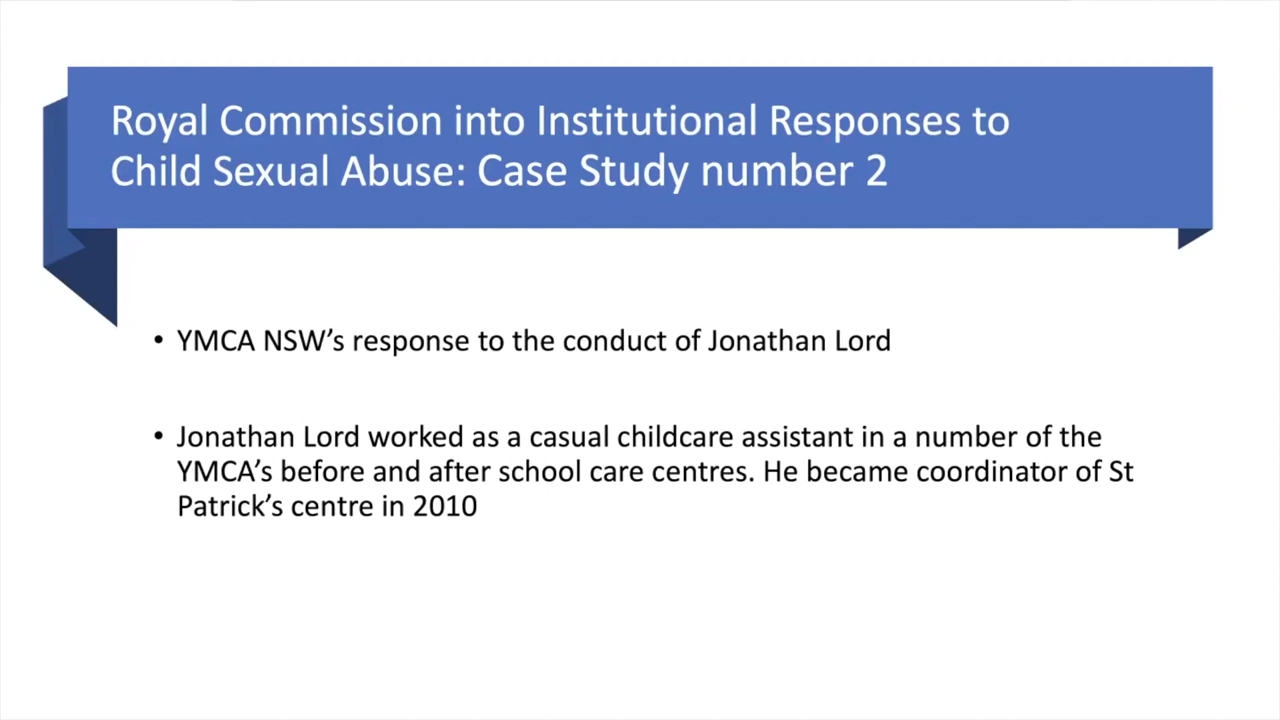 Royal Commission into Institutional Responses to
Child Sexual Abuse: Case Study number 2
• YMCA NSW’s response to the conduct of Jonathan Lord
• Jonathan Lord worked as a casual childcare assistant in a number of the
YMCA’s before and after school care centres. He became coordinator of St
Patrick’s centre in 2010